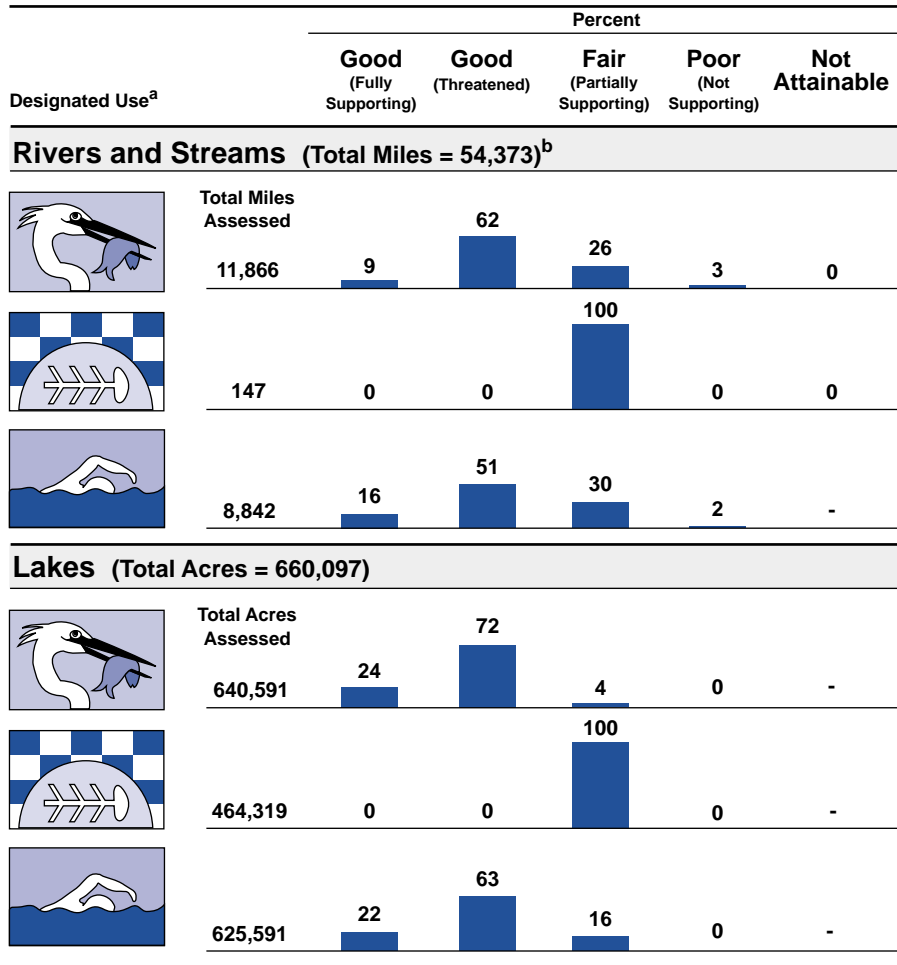 Percent
Designated Useᵃ
Good (Fully Supporting)
Good (Threatened)
Fair (Partially Supporting)
Poor (Not Supporting)
Not Attainable
Rivers and Streams (Total Miles = 54,373)ᵇ
Total Miles
Assessed
11,866 9 62 26 3 0
147 0 0 100 0 0
8,842 16 51 30 2 -
Lakes (Total Acres = 660,097)
Total Acres
Assessed
640,591 24 72 4 0 -
464,319 0 0 100 0 -
625,591 22 63 16 0 -